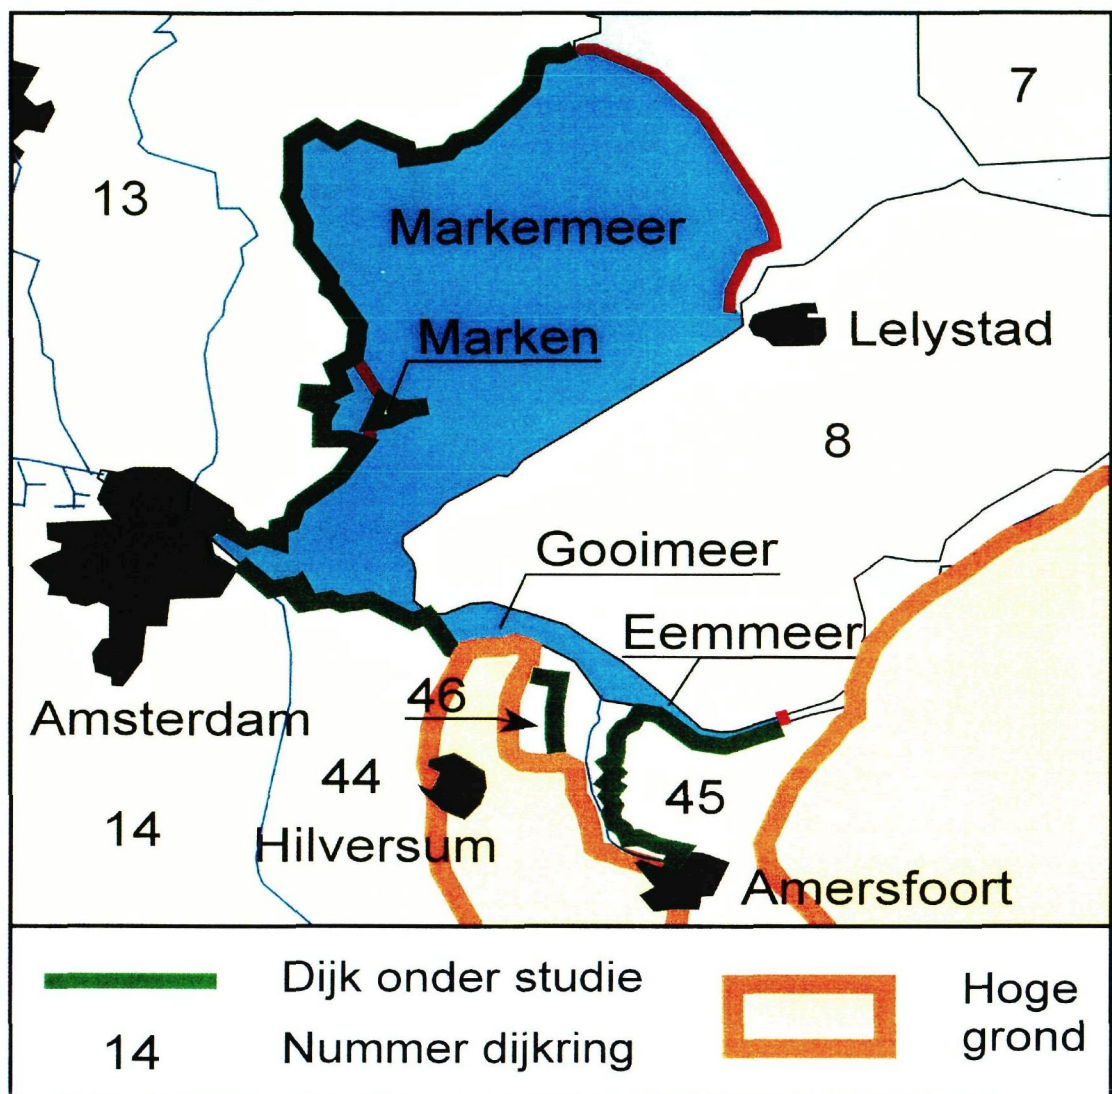 7
13
Markermeer
Marken
Lelystad
8
Gooimeer
Eemmeer
46
Amsterdam
44
45
14
Hilversum
Amersfoort
Dijk onder studie
14 Nummer dijkring
Hoge
grond